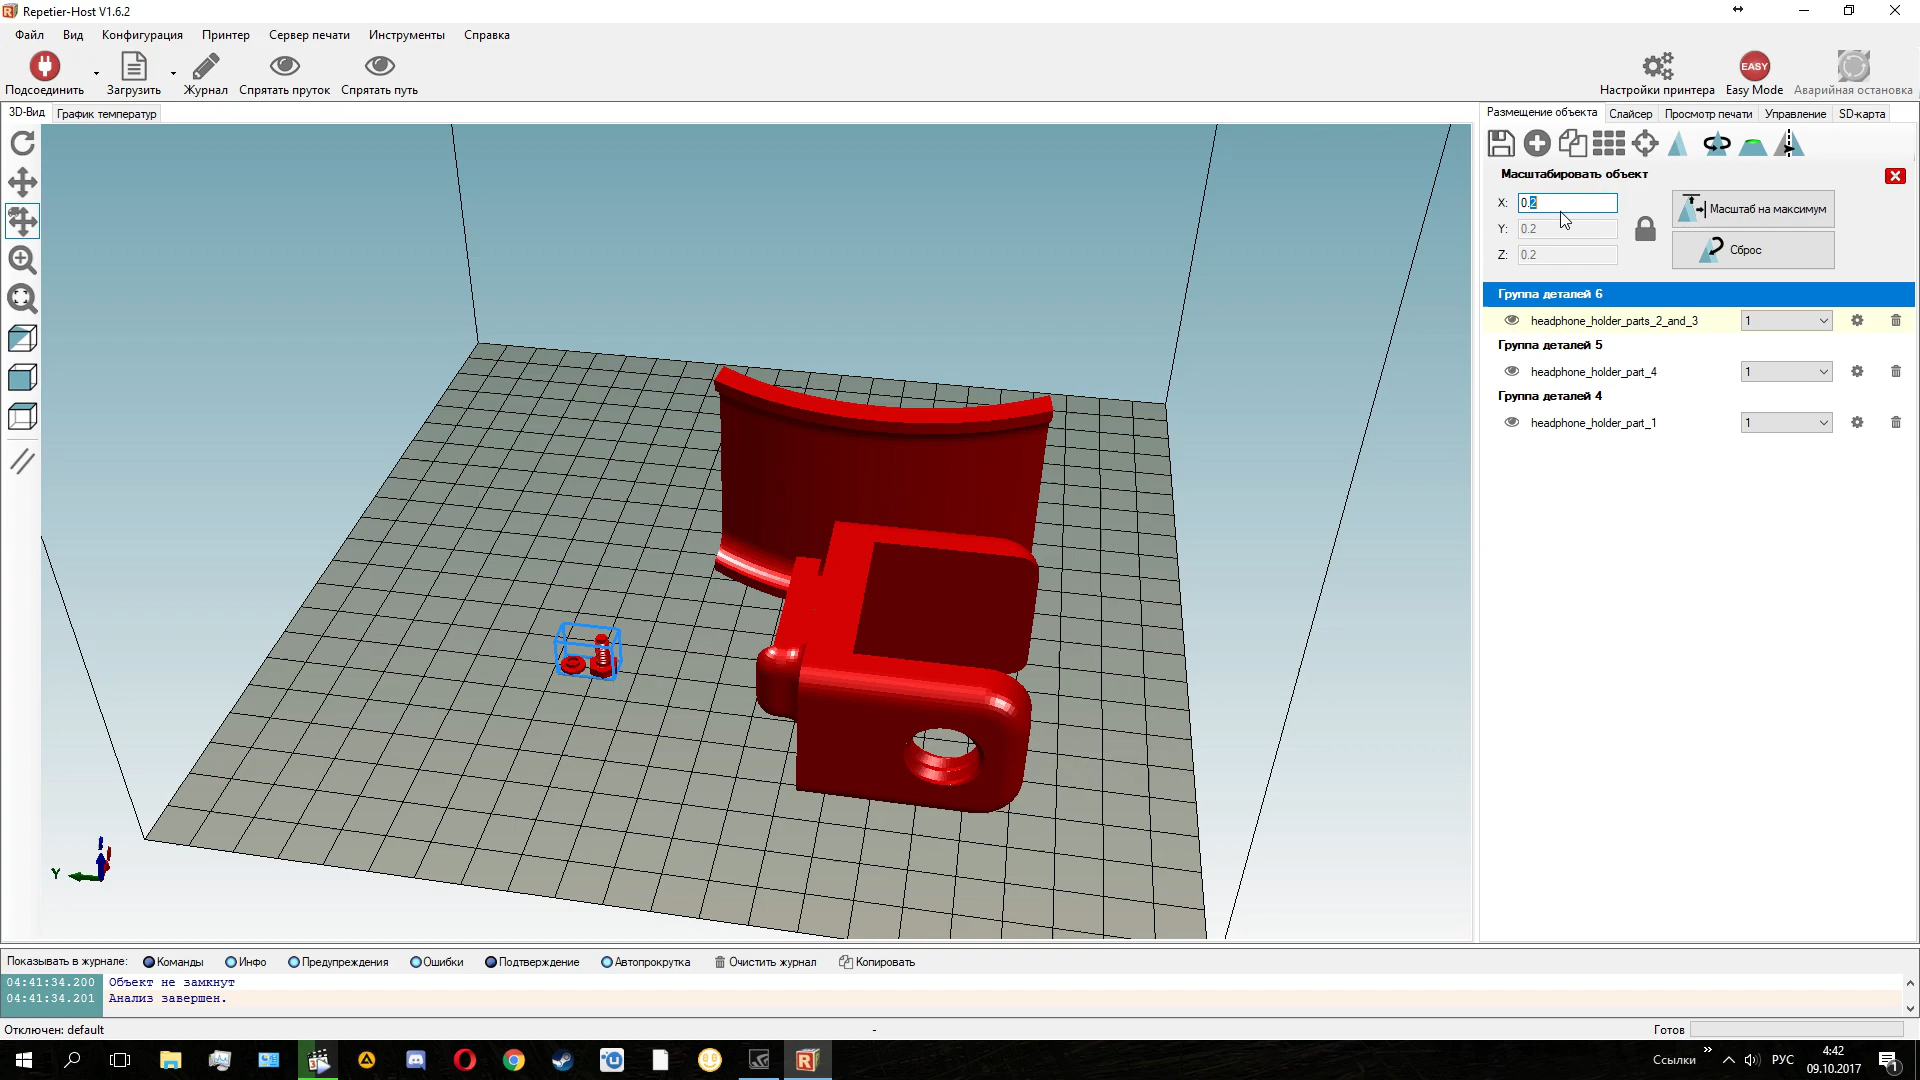 Repetier-Host V1.6.2
Файл Вид Конфигурация Принтер Сервер печати Инструменты Справка
Подсоединить Загрузить Журнал Спрятать пруток Спрятать путь
EASY
Настройки принтера Easy Mode Аварийная остановка
3D-Вид График температур
Размещение объекта Слайсер Просмотр печати Управление SD-карта
Масштабировать объект
X: 0.2
Y: 0.2
Z: 0.2
Масштаб на максимум
Сброс
Группа деталей 6
headphone_holder_parts_2_and_3 1
Группа деталей 5
headphone_holder_part_4 1
Группа деталей 4
headphone_holder_part_1 1
Y
Показывать в журнале: Команды Инфо Предупреждения Ошибки Подтверждение Автопрокрутка Очистить журнал Копировать
04:41:34.200 Объект не замкнут
04:41:34.201 Анализ завершен.
Отключен: default - Готов
Ссылки » РУС 4:42
09.10.2017
1